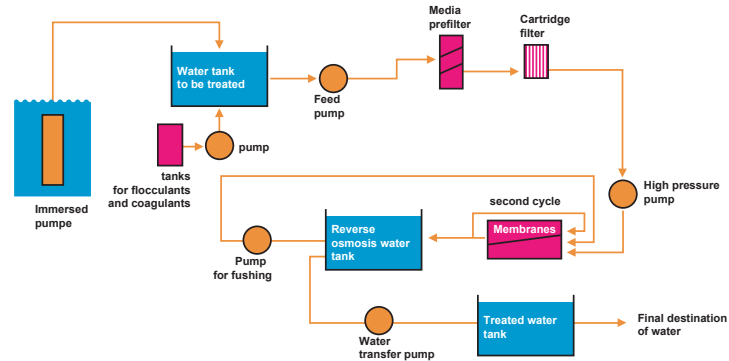 Media
prefilter
Cartridge
filter
Water tank
to be treated
Feed
pump
pump
tanks
for flocculants
and coagulants
Immersed
pumpe
High pressure
pump
second cycle
Membranes
Reverse
osmosis water
tank
Pump
for fushing
Water
transfer pump
Treated water
tank
Final destination
of water